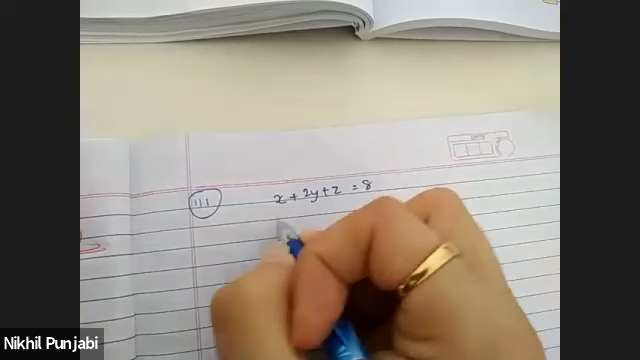 iii
x + 2y + z = 8
Nikhil Punjabi